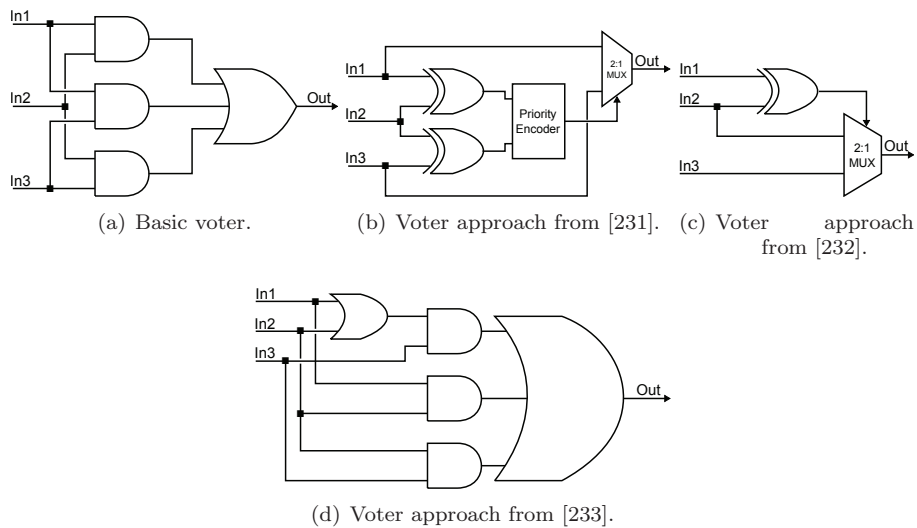 In1
In2
In3
Out
(a) Basic voter.
In1
In2
In3
Priority
Encoder
2:1
MUX
Out
(b) Voter approach from [231].
In1
In2
In3
2:1
MUX
Out
(c) Voter approach
from [232].
In1
In2
In3
Out
(d) Voter approach from [233].